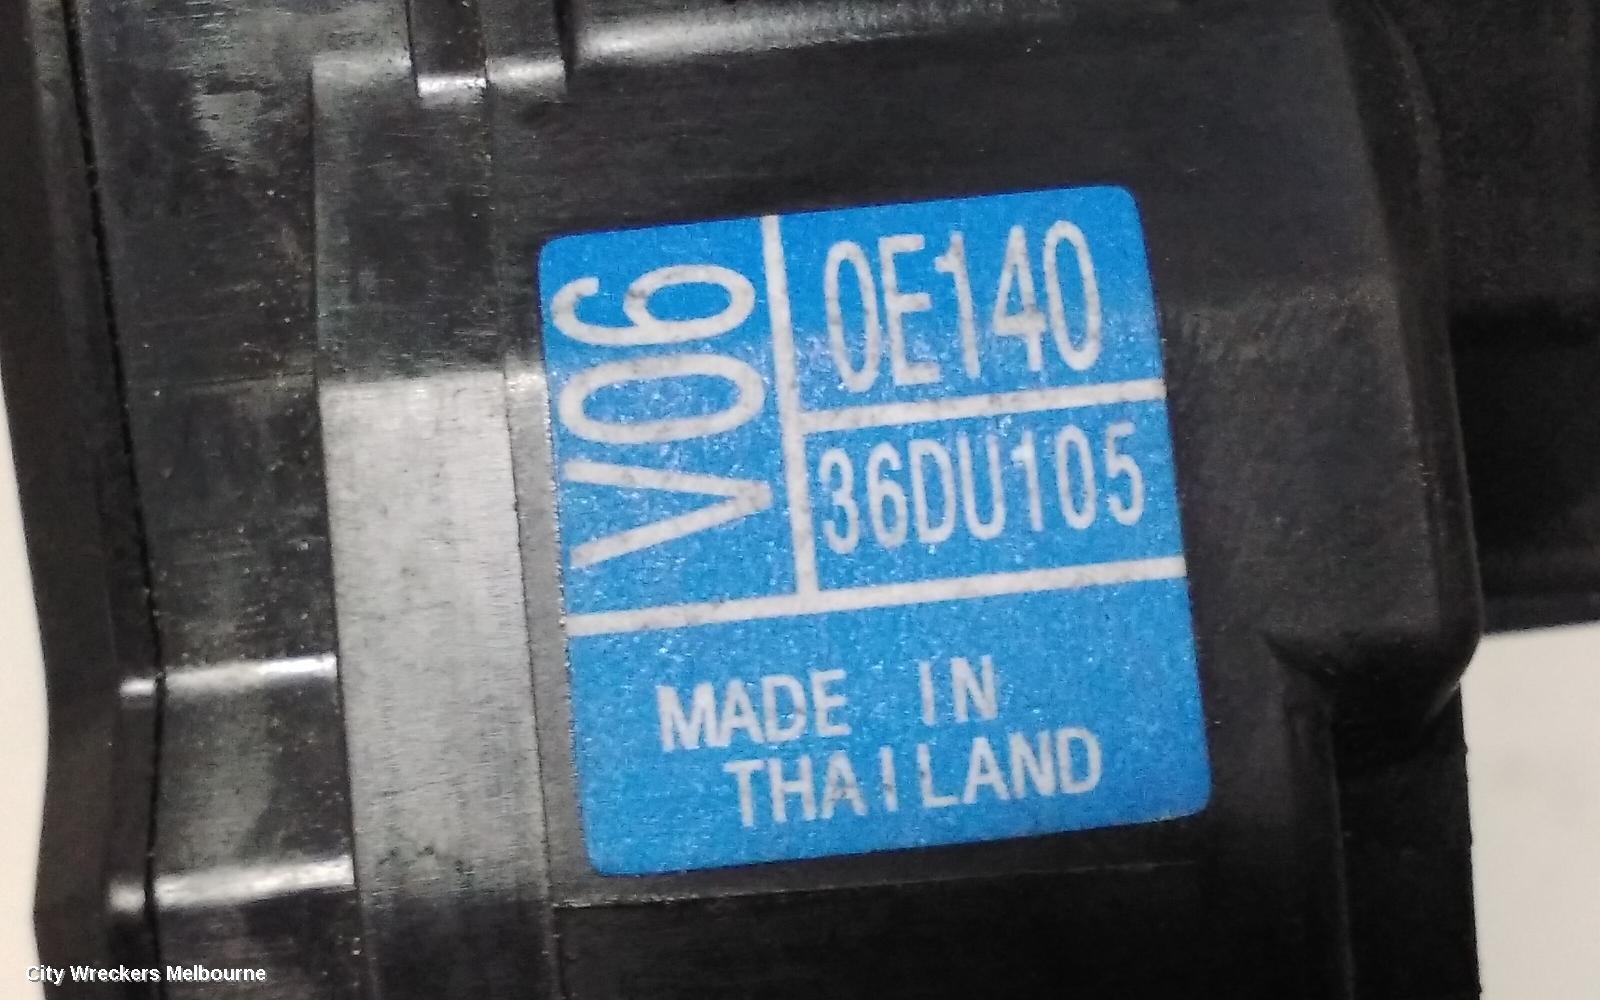 V06
0E140
36DU105
MADE IN
THAILAND
City Wreckers Melbourne